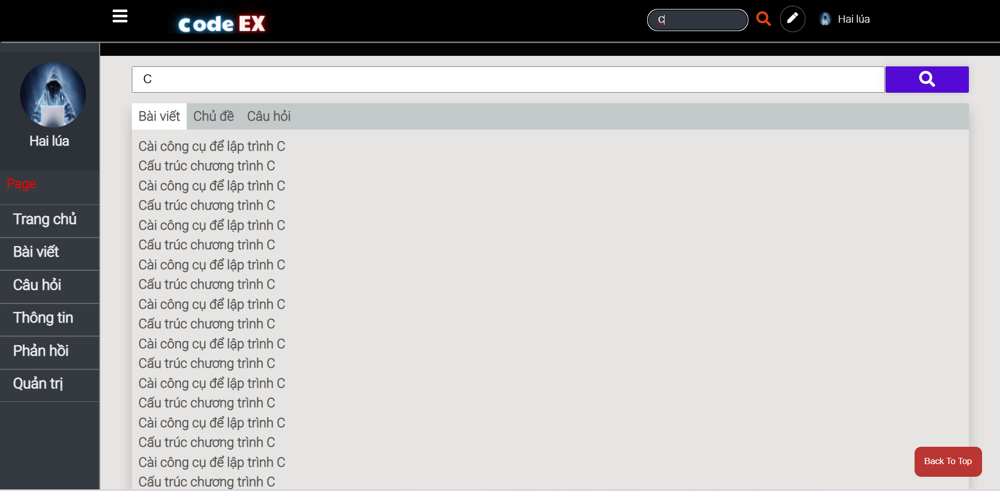 Code EX
C
Hai lúa
Hai lúa
Page
Trang chủ
Bài viết
Câu hỏi
Thông tin
Phản hồi
Quản trị
C
Bài viết Chủ đề Câu hỏi
Cài công cụ để lập trình C
Cấu trúc chương trình C
Cài công cụ để lập trình C
Cấu trúc chương trình C
Cài công cụ để lập trình C
Cấu trúc chương trình C
Cài công cụ để lập trình C
Cấu trúc chương trình C
Cài công cụ để lập trình C
Cấu trúc chương trình C
Cài công cụ để lập trình C
Cấu trúc chương trình C
Cài công cụ để lập trình C
Cấu trúc chương trình C
Cài công cụ để lập trình C
Cấu trúc chương trình C
Cài công cụ để lập trình C
Cấu trúc chương trình C
Back To Top